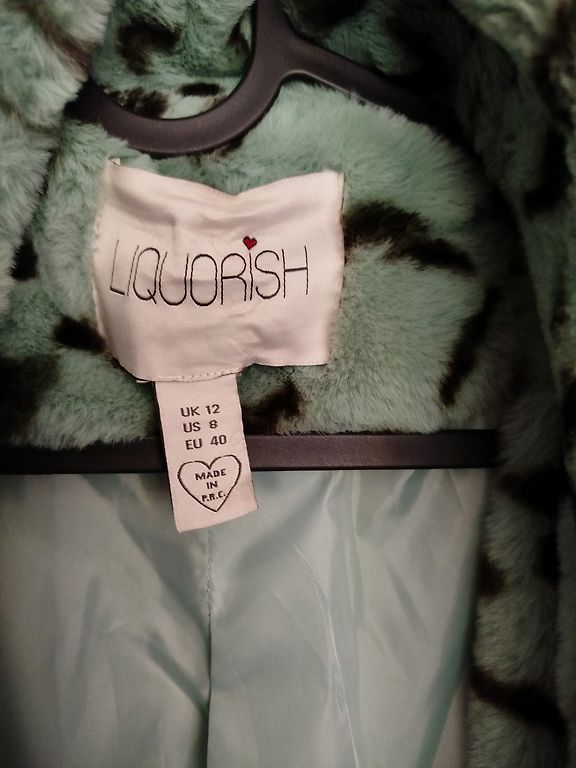 LIQUORiSH
UK 12
US 8
EU 40
MADE
IN
P.R.C.